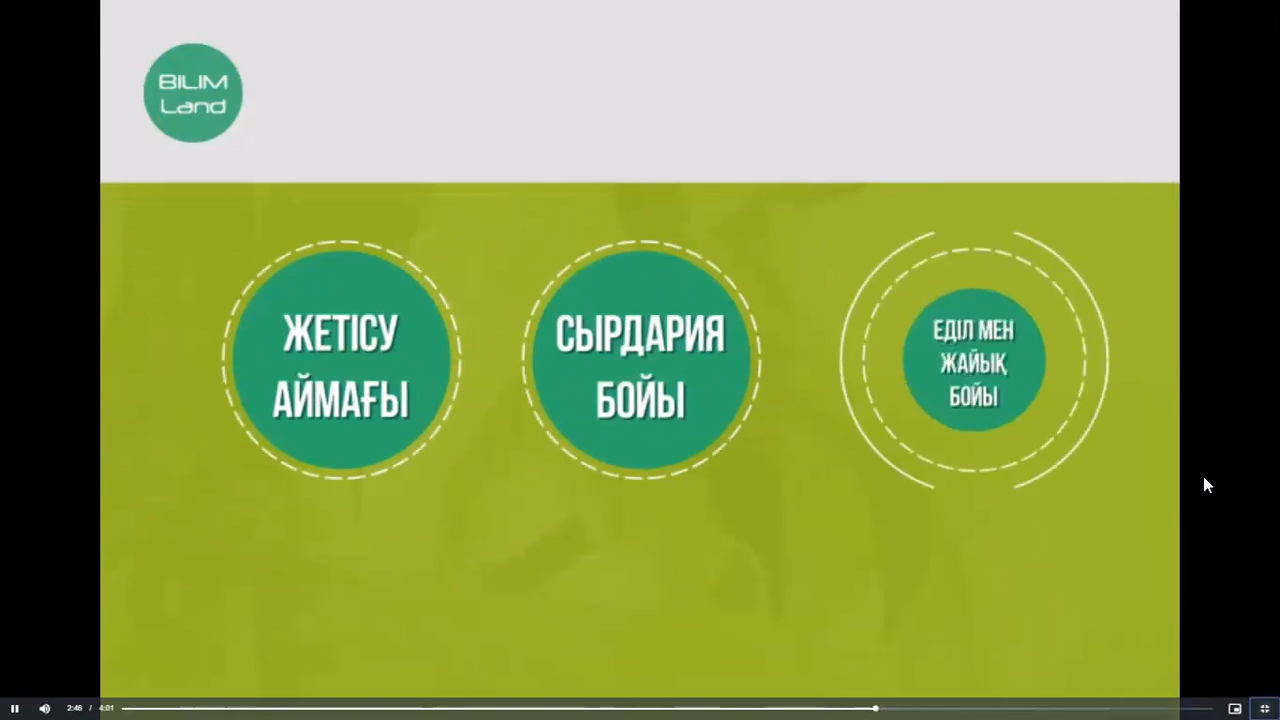 BILIM
Land
ЖЕТІСУ
АЙМАҒЫ
СЫРДАРИЯ
БОЙЫ
ЕДІЛ МЕН
ЖАЙЫҚ
БОЙЫ
2:46 / 4:01